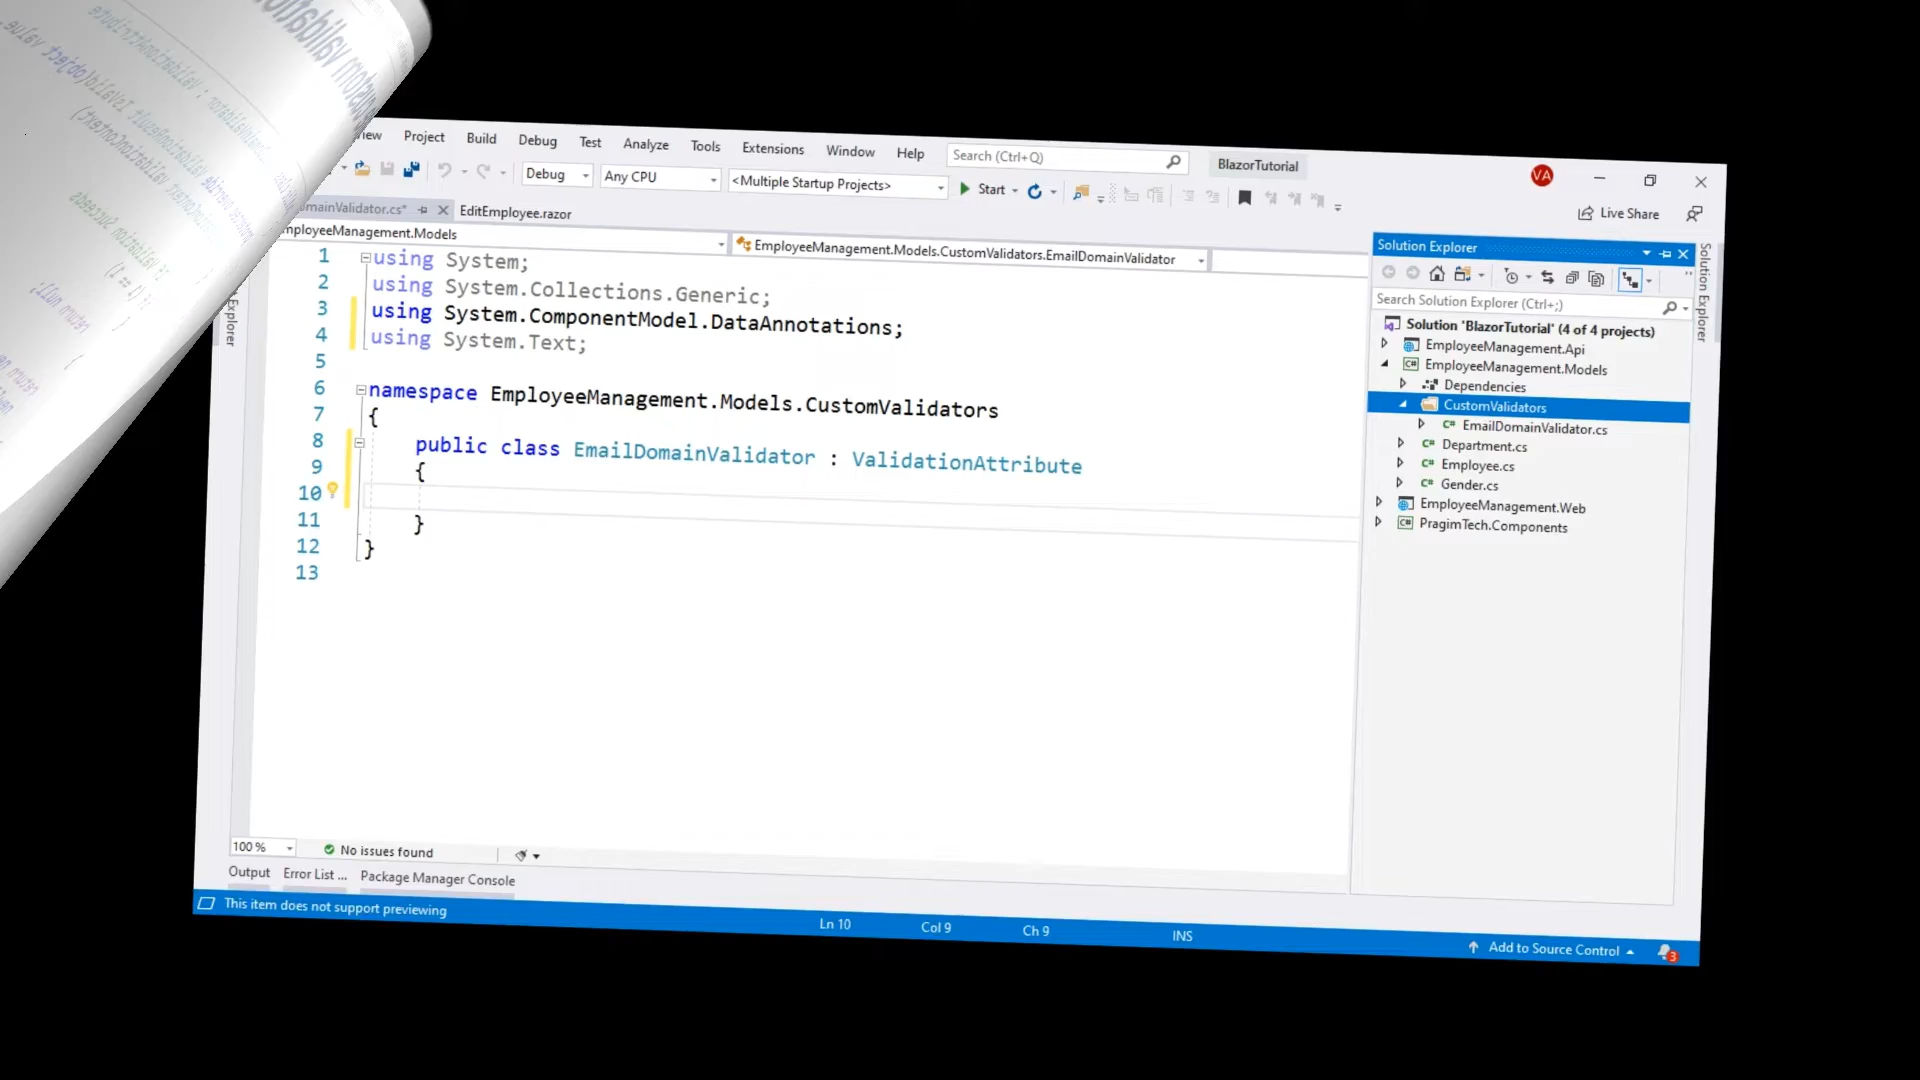 Project Build Debug Test Analyze Tools Extensions Window Help Search (Ctrl+Q) BlazorTutorial VA
Debug Any CPU <Multiple Startup Projects> Start Live Share
EditEmployee.razor
EmployeeManagement.Models.CustomValidators.EmailDomainValidator
1 using System;
2 using System.Collections.Generic;
3 using System.ComponentModel.DataAnnotations;
4 using System.Text;
5
6 namespace EmployeeManagement.Models.CustomValidators
7 {
8 public class EmailDomainValidator : ValidationAttribute
9 {
10
11 }
12 }
13
Solution Explorer
Search Solution Explorer (Ctrl+;)
Solution 'BlazorTutorial' (4 of 4 projects)
EmployeeManagement.Api
EmployeeManagement.Models
Dependencies
CustomValidators
EmailDomainValidator.cs
Department.cs
Employee.cs
Gender.cs
EmployeeManagement.Web
PragimTech.Components
Solution Explorer
Explorer
100 % No issues found
Output Error List ... Package Manager Console
This item does not support previewing Ln 10 Col 9 Ch 9 INS Add to Source Control 3